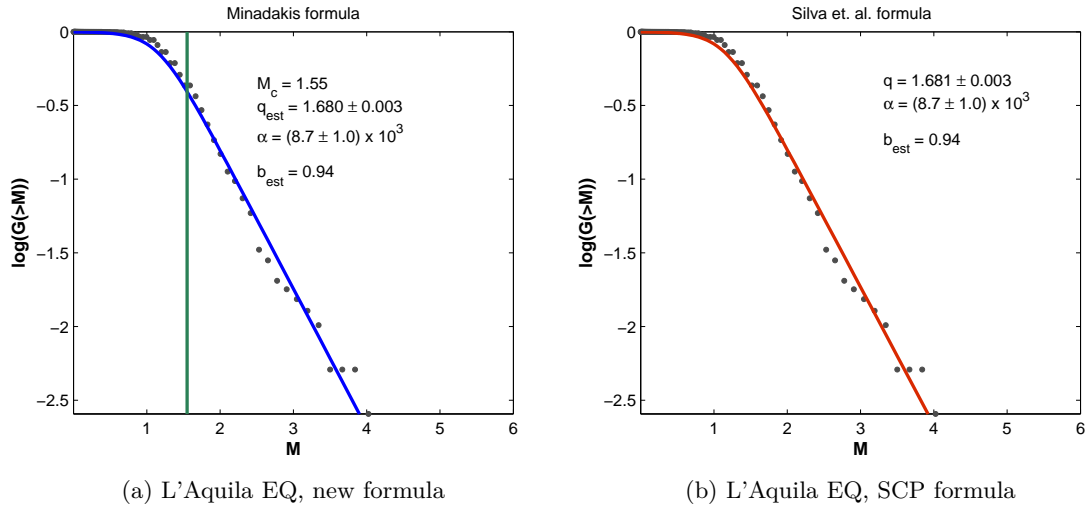 Minadakis formula
0
−0.5
−1
−1.5
−2
−2.5
log(G(>M))
M_c = 1.55
q_est = 1.680 ± 0.003
α = (8.7 ± 1.0) x 10^3
b_est = 0.94
1 2 3 4 5 6
M
(a) L'Aquila EQ, new formula
Silva et. al. formula
0
−0.5
−1
−1.5
−2
−2.5
log(G(>M))
q = 1.681 ± 0.003
α = (8.7 ± 1.0) x 10^3
b_est = 0.94
1 2 3 4 5 6
M
(b) L'Aquila EQ, SCP formula